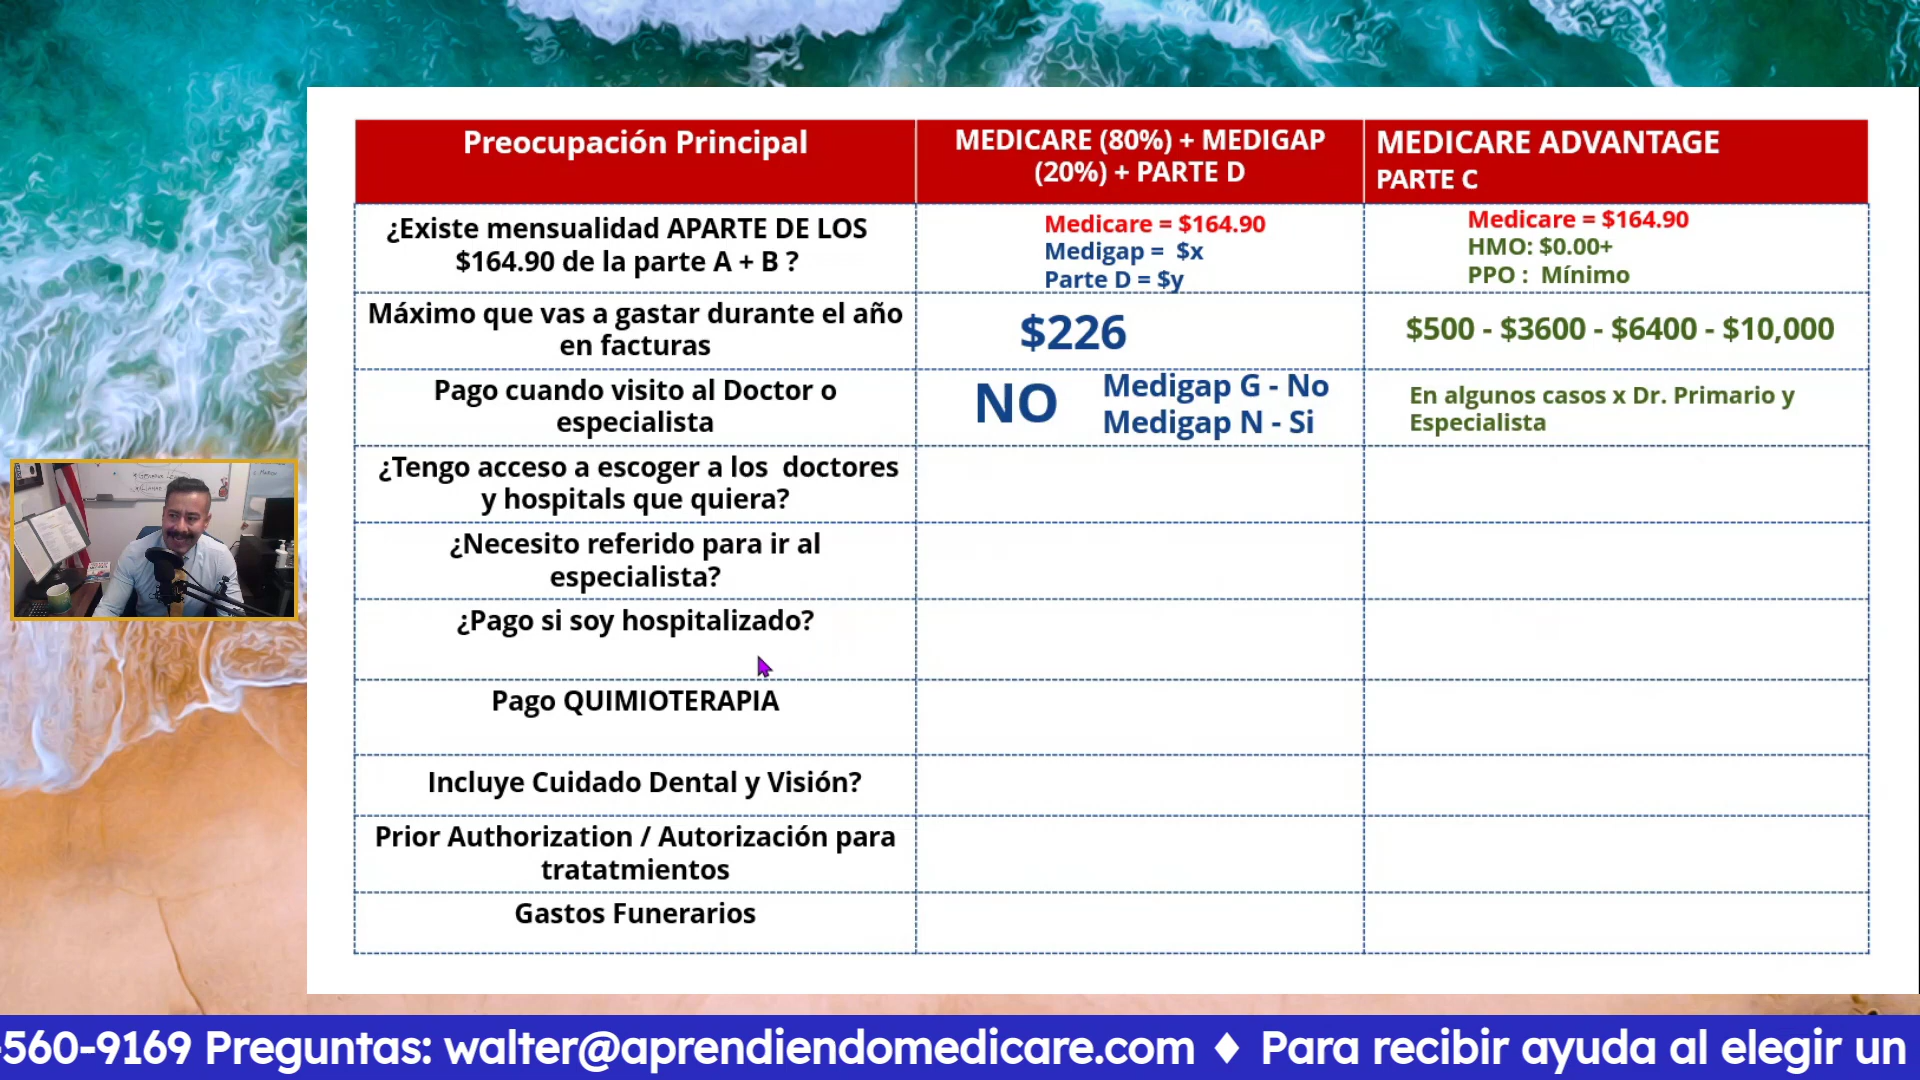 Preocupación Principal
MEDICARE (80%) + MEDIGAP
(20%) + PARTE D
MEDICARE ADVANTAGE
PARTE C
¿Existe mensualidad APARTE DE LOS
$164.90 de la parte A + B ?
Medicare = $164.90
Medigap = $x
Parte D = $y
Medicare = $164.90
HMO: $0.00+
PPO : Mínimo
Máximo que vas a gastar durante el año
en facturas
$226
$500 - $3600 - $6400 - $10,000
Pago cuando visito al Doctor o
especialista
NO
Medigap G - No
Medigap N - Si
En algunos casos x Dr. Primario y
Especialista
¿Tengo acceso a escoger a los doctores
y hospitals que quiera?
¿Necesito referido para ir al
especialista?
¿Pago si soy hospitalizado?
Pago QUIMIOTERAPIA
Incluye Cuidado Dental y Visión?
Prior Authorization / Autorización para
tratatmientos
Gastos Funerarios
-560-9169 Preguntas: walter@aprendiendomedicare.com ♦ Para recibir ayuda al elegir un